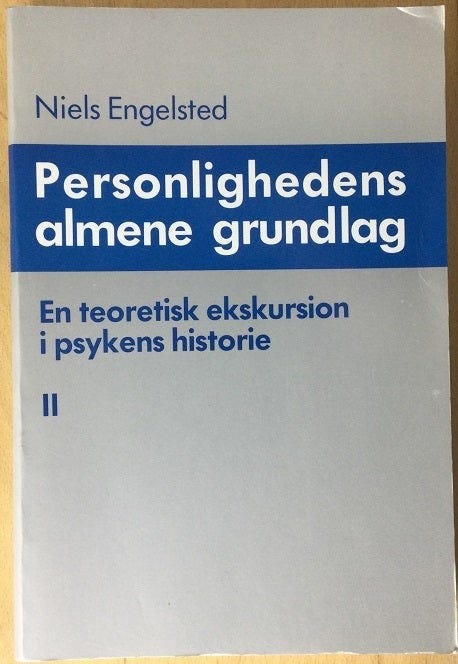 Niels Engelsted
Personlighedens
almene grundlag
En teoretisk ekskursion
i psykens historie
II